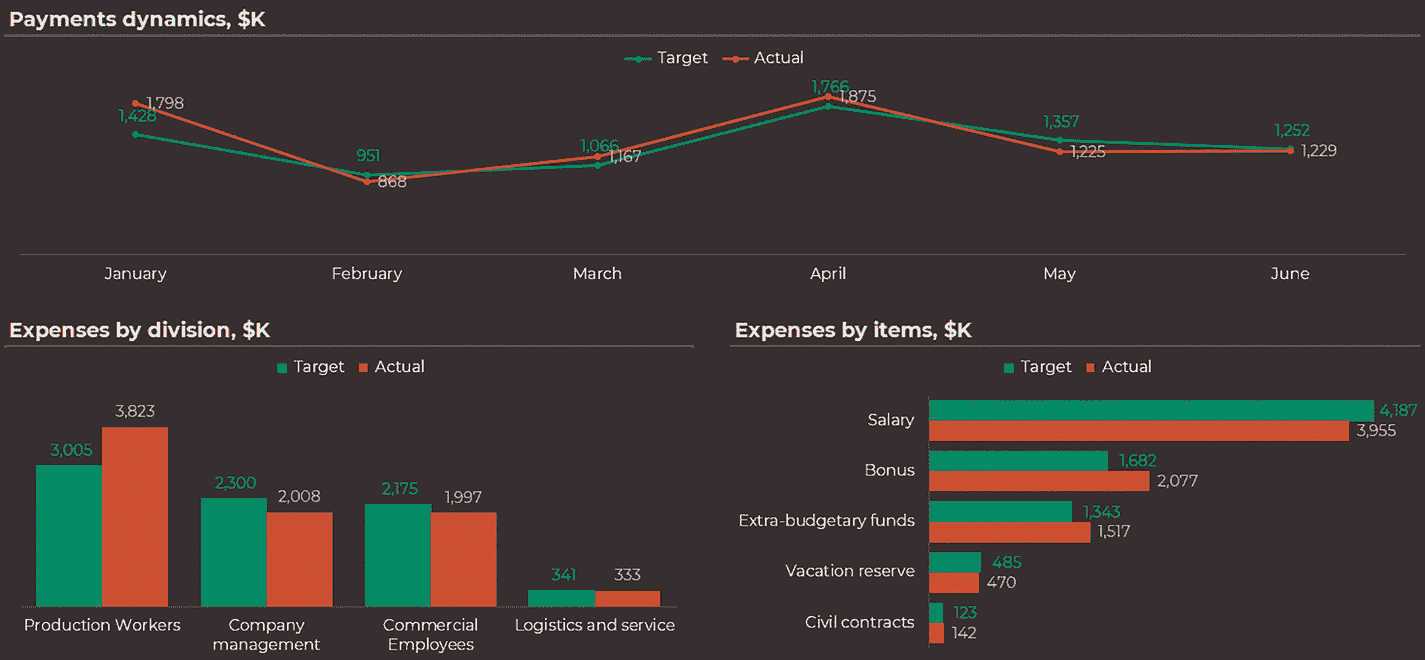 Payments dynamics, $K
Target Actual
1,428
1,798
951
868
1,066
1,167
1,766
1,875
1,357
1,225
1,252
1,229
January February March April May June
Expenses by division, $K
Target Actual
3,005 3,823
2,300 2,008
2,175 1,997
341 333
Production Workers
Company
management
Commercial
Employees
Logistics and service
Expenses by items, $K
Target Actual
Salary 4,187
3,955
Bonus 1,682
2,077
Extra-budgetary funds 1,343
1,517
Vacation reserve 485
470
Civil contracts 123
142